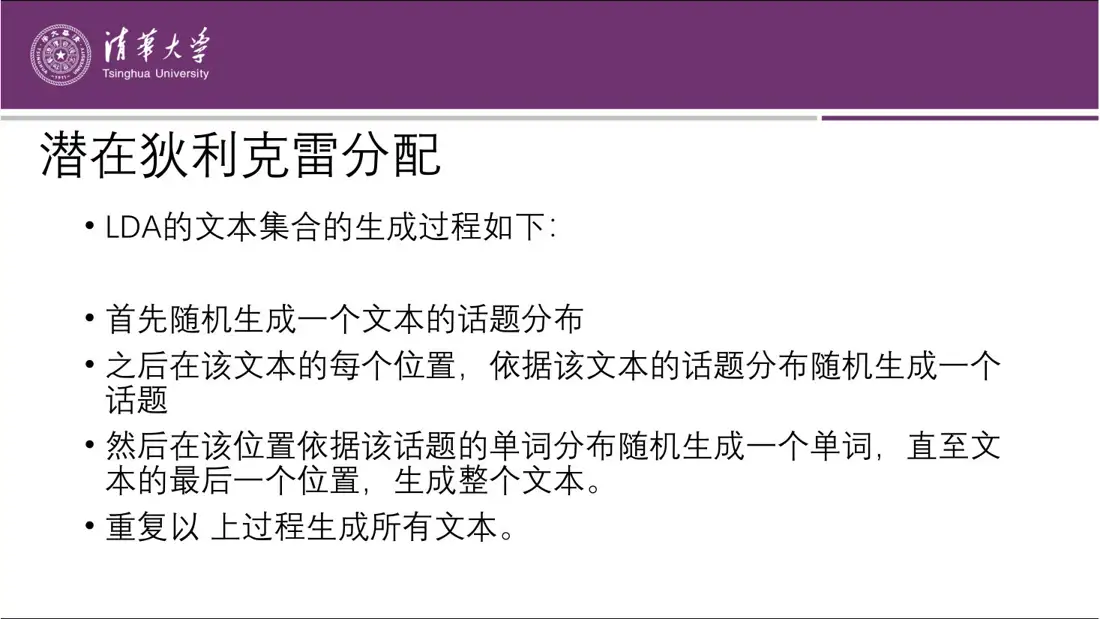 清华大学
Tsinghua University
潜在狄利克雷分配
• LDA的文本集合的生成过程如下：
• 首先随机生成一个文本的话题分布
• 之后在该文本的每个位置，依据该文本的话题分布随机生成一个
话题
• 然后在该位置依据该话题的单词分布随机生成一个单词，直至文
本的最后一个位置，生成整个文本。
• 重复以 上过程生成所有文本。